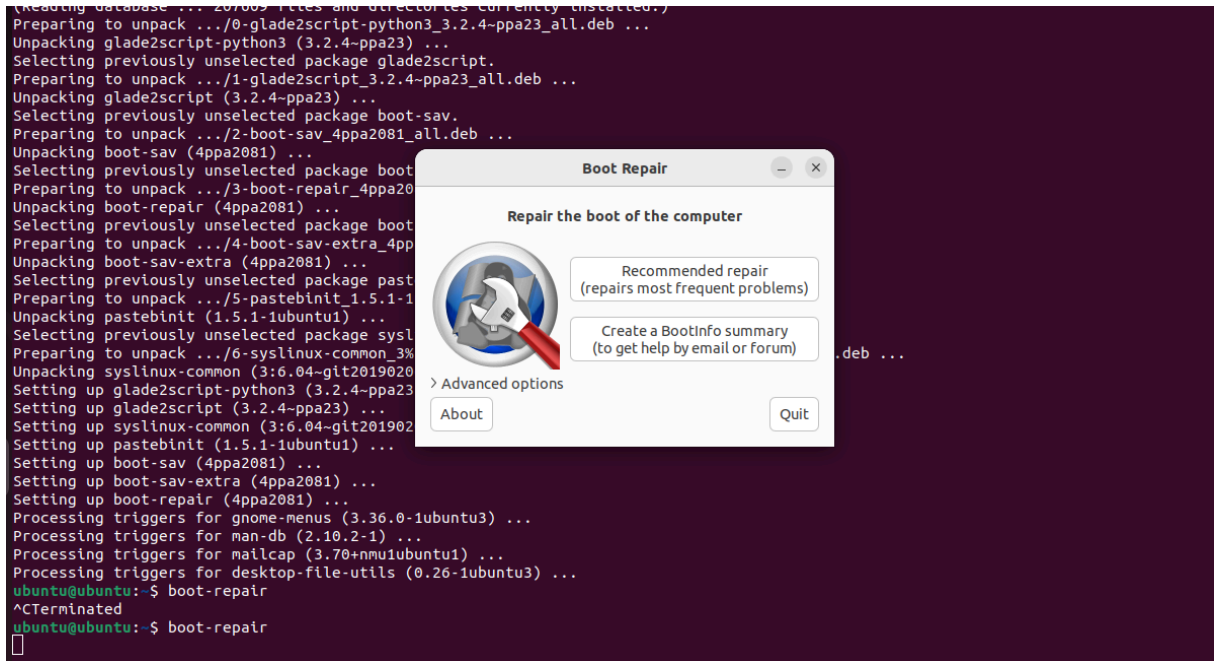 (Reading database ... 207609 files and directories currently installed.)
Preparing to unpack .../0-glade2script-python3_3.2.4~ppa23_all.deb ...
Unpacking glade2script-python3 (3.2.4~ppa23) ...
Selecting previously unselected package glade2script.
Preparing to unpack .../1-glade2script_3.2.4~ppa23_all.deb ...
Unpacking glade2script (3.2.4~ppa23) ...
Selecting previously unselected package boot-sav.
Preparing to unpack .../2-boot-sav_4ppa2081_all.deb ...
Unpacking boot-sav (4ppa2081) ...
Selecting previously unselected package boot
Preparing to unpack .../3-boot-repair_4ppa20
Unpacking boot-repair (4ppa2081) ...
Selecting previously unselected package boot
Preparing to unpack .../4-boot-sav-extra_4pp
Unpacking boot-sav-extra (4ppa2081) ...
Selecting previously unselected package past
Preparing to unpack .../5-pastebinit_1.5.1-1
Unpacking pastebinit (1.5.1-1ubuntu1) ...
Selecting previously unselected package sysl
Preparing to unpack .../6-syslinux-common_3% .deb ...
Unpacking syslinux-common (3:6.04~git2019020
Setting up glade2script-python3 (3.2.4~ppa23
Setting up glade2script (3.2.4~ppa23) ...
Setting up syslinux-common (3:6.04~git201902
Setting up pastebinit (1.5.1-1ubuntu1) ...
Setting up boot-sav (4ppa2081) ...
Setting up boot-sav-extra (4ppa2081) ...
Setting up boot-repair (4ppa2081) ...
Processing triggers for gnome-menus (3.36.0-1ubuntu3) ...
Processing triggers for man-db (2.10.2-1) ...
Processing triggers for mailcap (3.70+nmu1ubuntu1) ...
Processing triggers for desktop-file-utils (0.26-1ubuntu3) ...
ubuntu@ubuntu:~$ boot-repair
^CTerminated
ubuntu@ubuntu:~$ boot-repair
Boot Repair
Repair the boot of the computer
Recommended repair
(repairs most frequent problems)
Create a BootInfo summary
(to get help by email or forum)
Advanced options
About
Quit